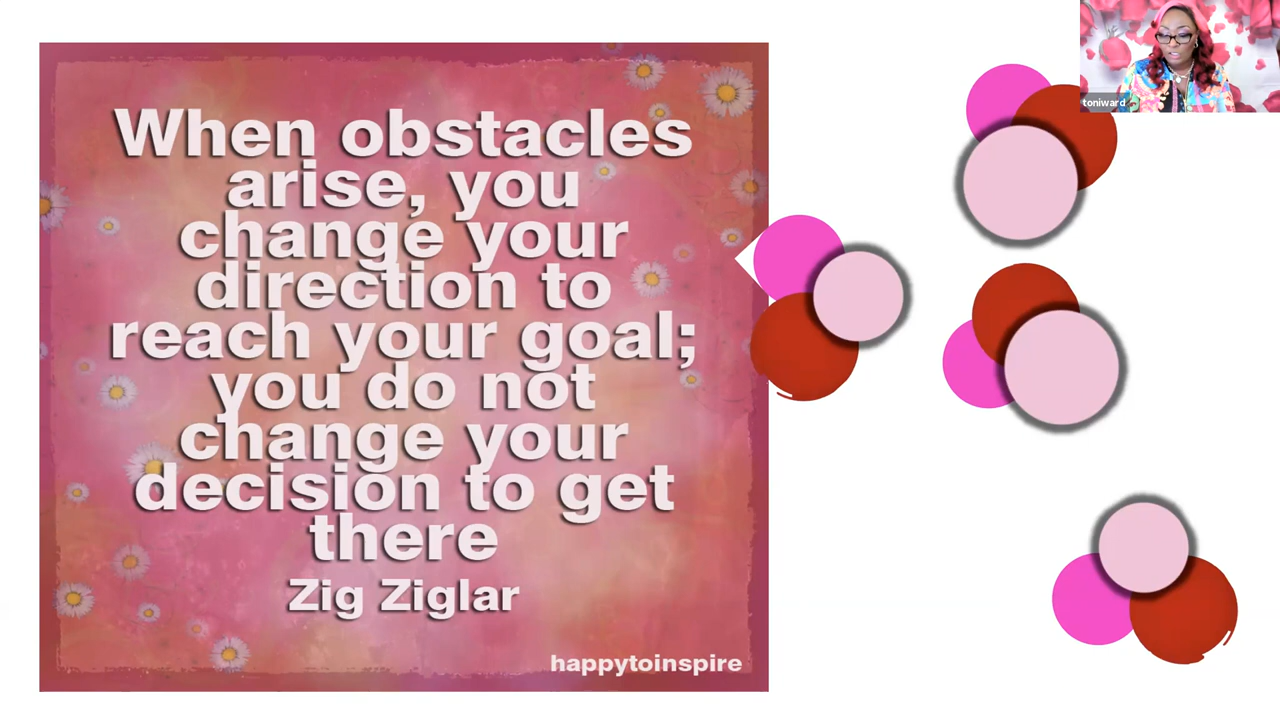 When obstacles
arise, you
change your
direction to
reach your goal;
you do not
change your
decision to get
there
Zig Ziglar
happytoinspire
toniward